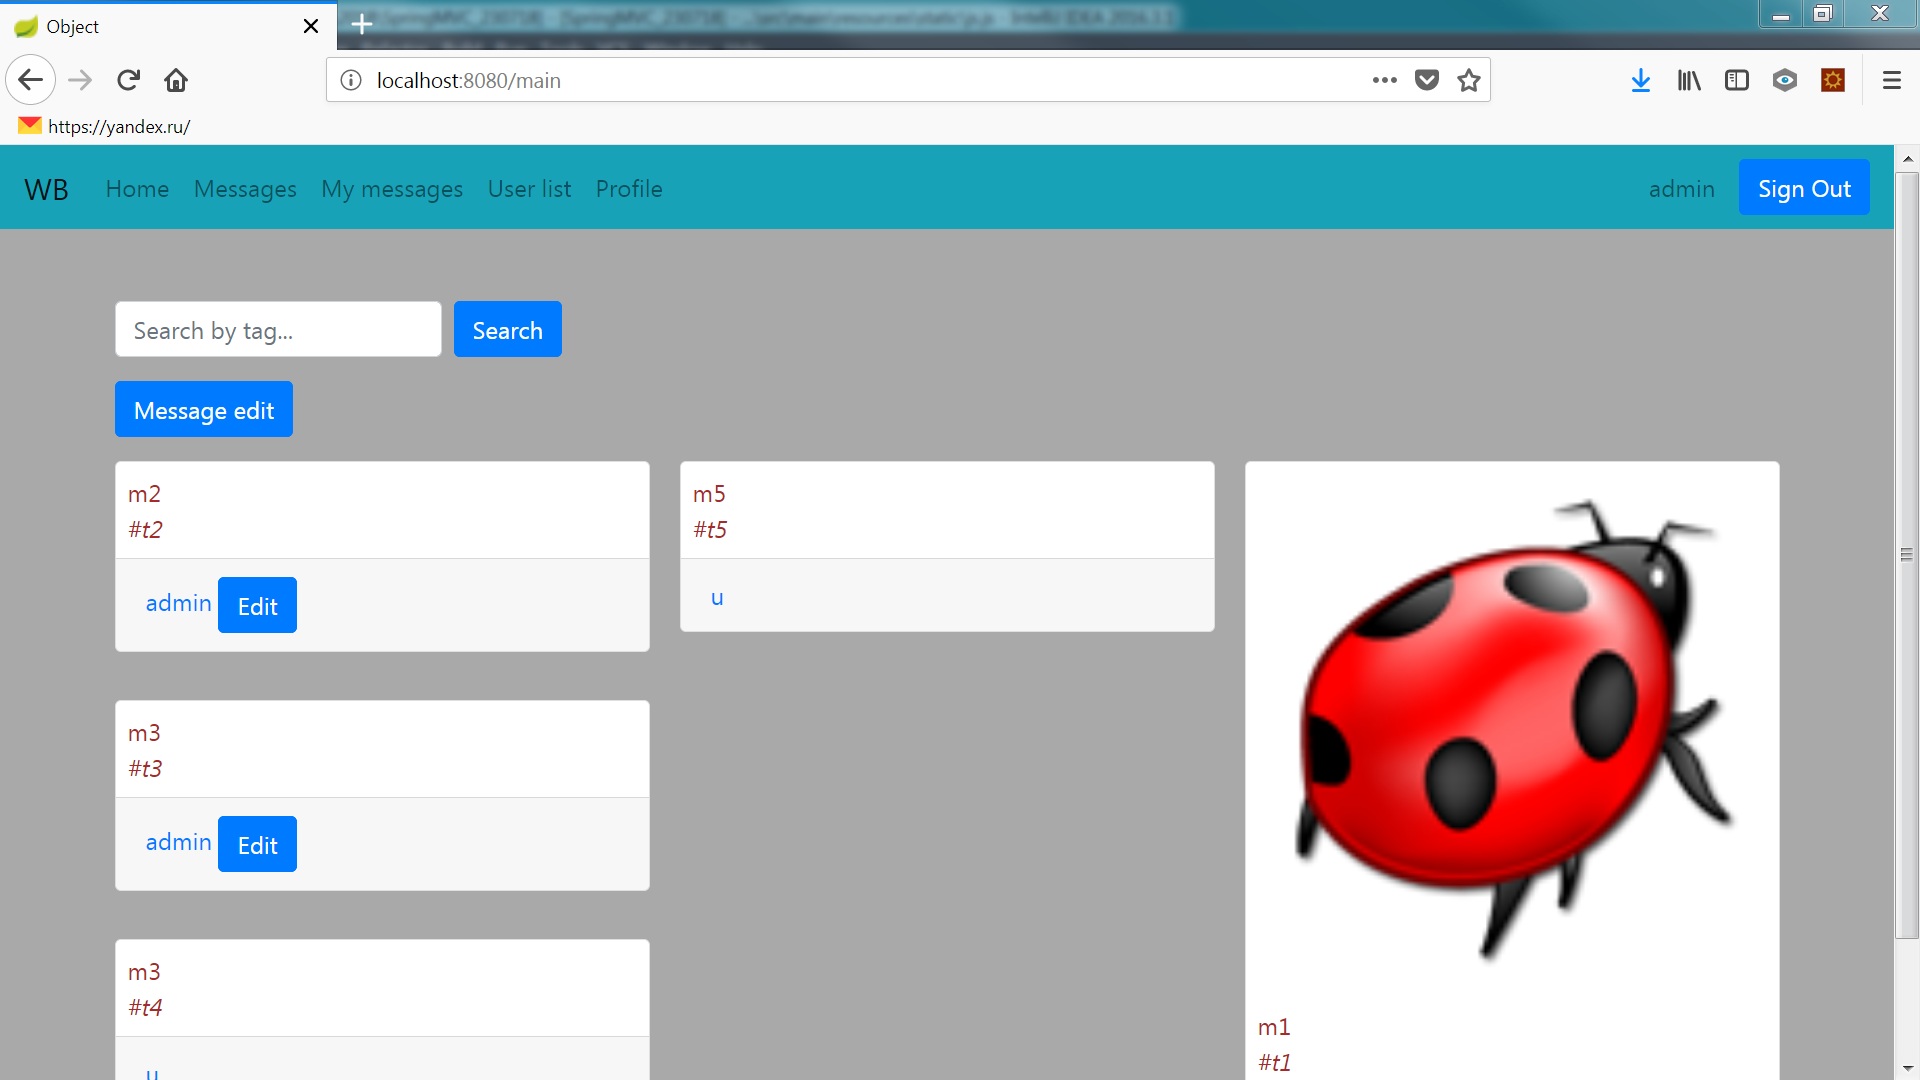 Object
localhost:8080/main
https://yandex.ru/
WB Home Messages My messages User list Profile admin Sign Out
Search by tag... Search
Message edit
m2
#t2
admin Edit
m3
#t3
admin Edit
m3
#t4
u
m5
#t5
u
m1
#t1